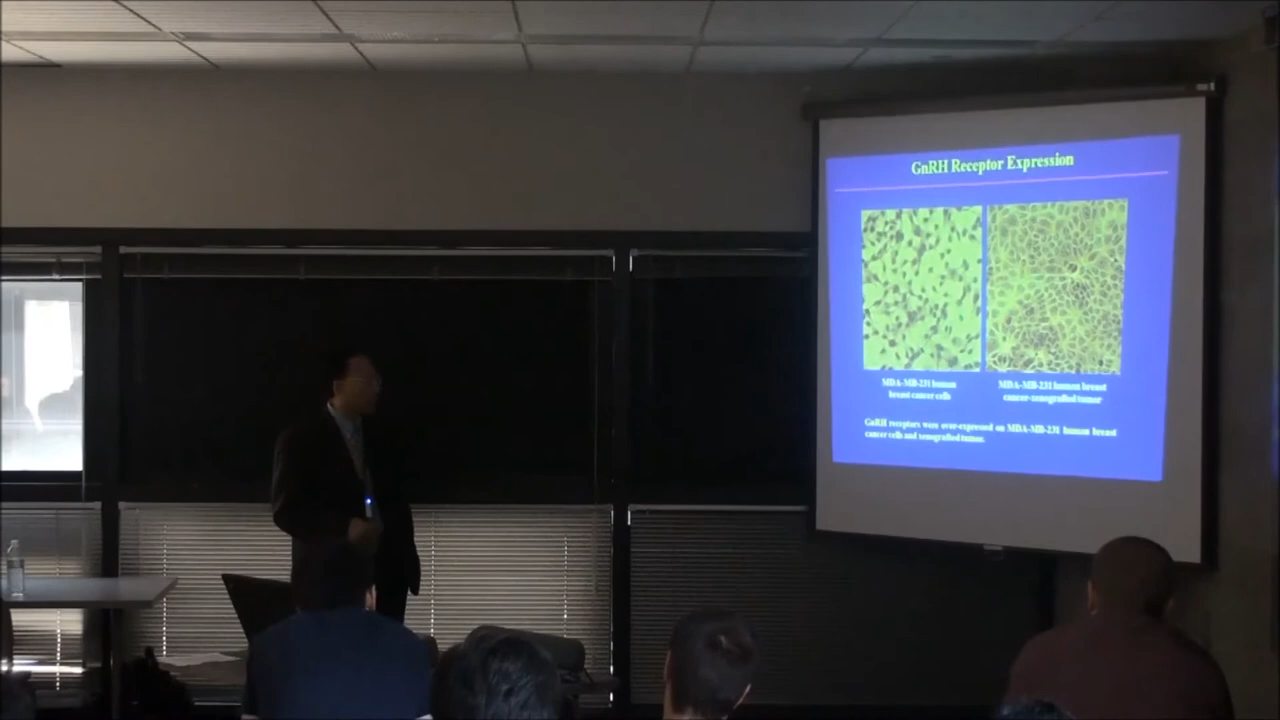 GnRH Receptor Expression
MDA-MB-231 human
breast cancer cells
MDA-MB-231 human breast
cancer-xenografted tumor
GnRH receptors were over-expressed on MDA-MB-231 human breast
cancer cells and xenografted tumor.